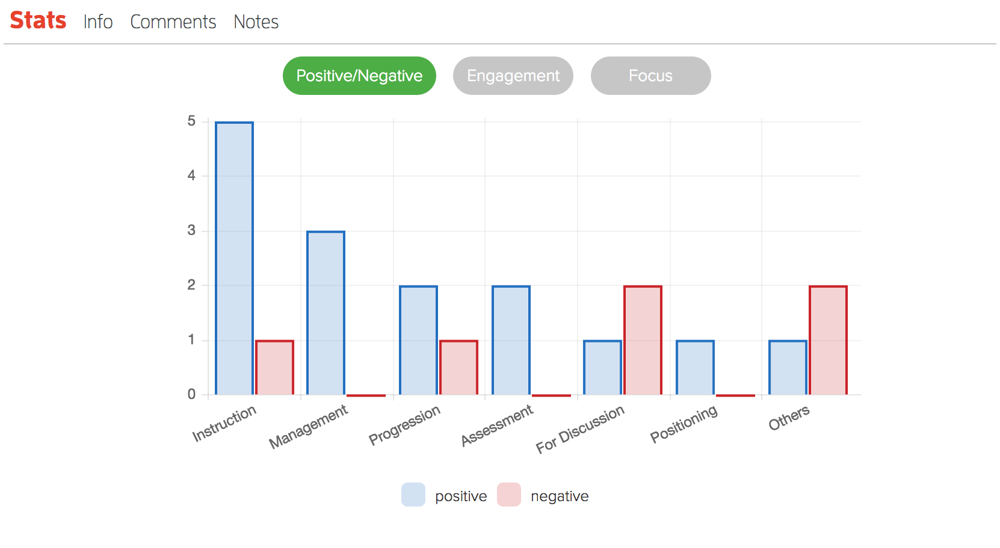 Stats Info Comments Notes
Positive/Negative Engagement Focus
5
4
3
2
1
0
Instruction Management Progression Assessment For Discussion Positioning Others
positive negative